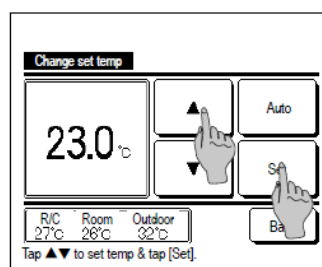 Change set temp
▲ Auto
23.0 °C
▼
R/C Room Outdoor
27°C 26°C 32°C
Tap ▲▼ to set temp & tap [Set].